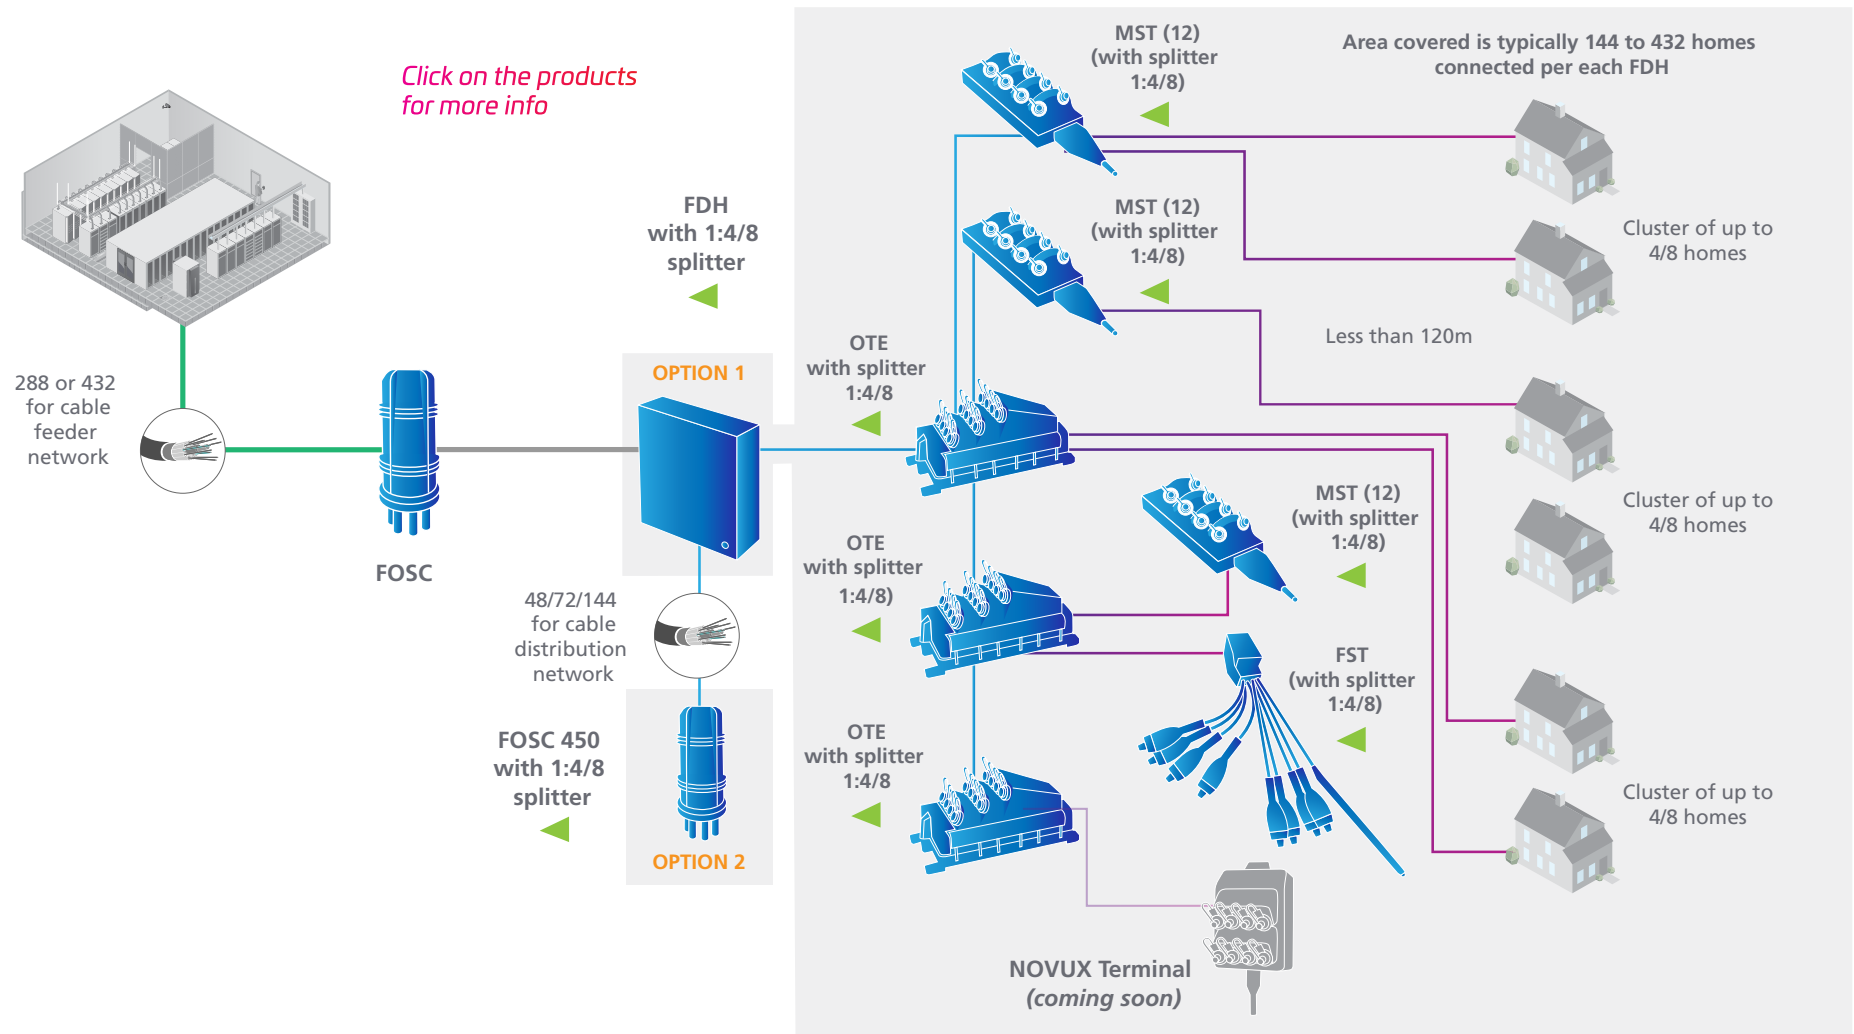 Click on the products
for more info
288 or 432
for cable
feeder
network
FOSC
FDH
with 1:4/8
splitter
OPTION 1
48/72/144
for cable
distribution
network
FOSC 450
with 1:4/8
splitter
OPTION 2
MST (12)
(with splitter
1:4/8)
MST (12)
(with splitter
1:4/8)
OTE
with splitter
1:4/8
OTE
with splitter
1:4/8)
OTE
with splitter
1:4/8
MST (12)
(with splitter
1:4/8)
FST
(with splitter
1:4/8)
NOVUX Terminal
(coming soon)
Area covered is typically 144 to 432 homes
connected per each FDH
Cluster of up to
4/8 homes
Less than 120m
Cluster of up to
4/8 homes
Cluster of up to
4/8 homes